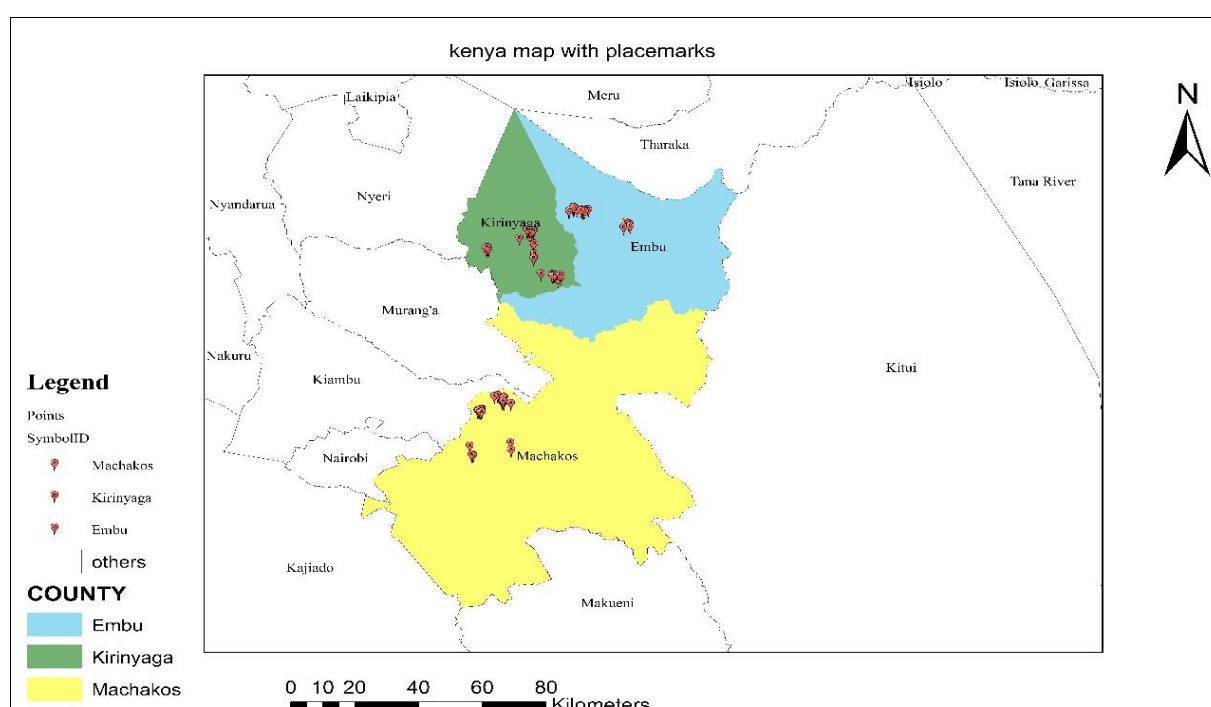 kenya map with placemarks
N
Isiolo
Isiolo Garissa
Meru
Laikipia
Tharaka
Tana River
Nyeri
Nyandarua
Kirinyaga
Embu
Murang'a
Nakuru
Kiambu
Kitui
Nairobi
Machakos
Kajiado
Makueni
Legend
Points
SymbolID
Machakos
Kirinyaga
Embu
others
COUNTY
Embu
Kirinyaga
Machakos
0 10 20 40 60 80
Kilometers